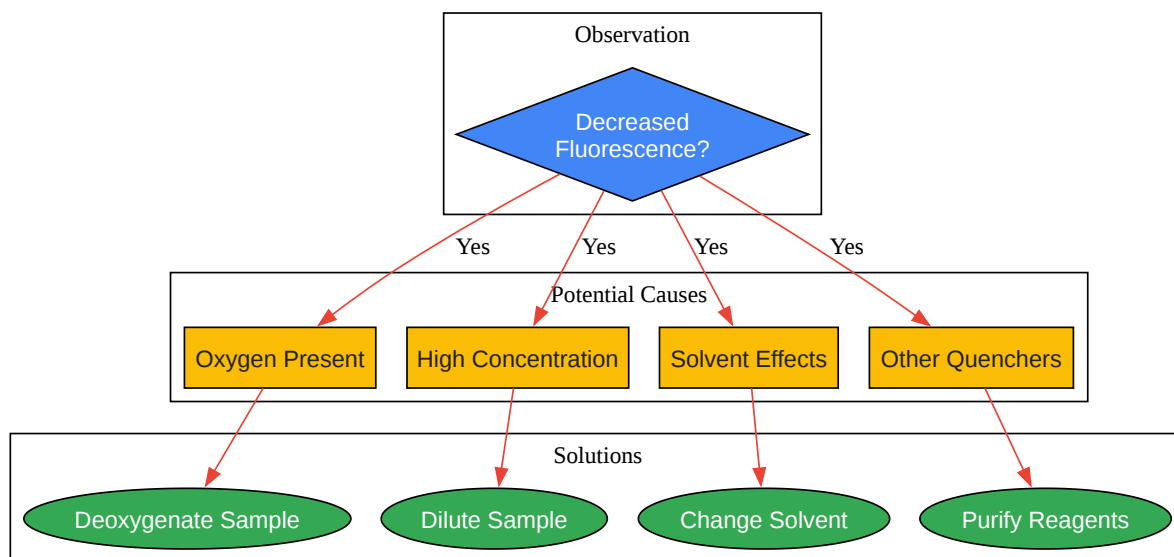 Observation
Decreased
Fluorescence?
Yes
Yes
Yes
Yes
Potential Causes
Oxygen Present
High Concentration
Solvent Effects
Other Quenchers
Solutions
Deoxygenate Sample
Dilute Sample
Change Solvent
Purify Reagents